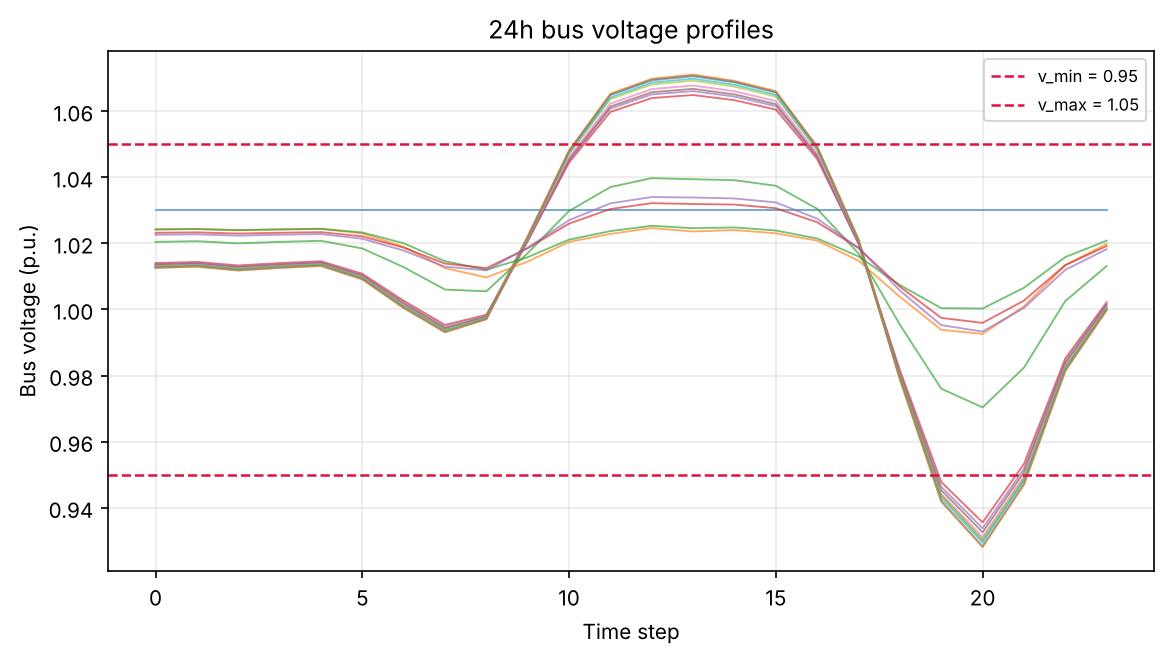 24h bus voltage profiles
v_min = 0.95
v_max = 1.05
Bus voltage (p.u.)
1.06
1.04
1.02
1.00
0.98
0.96
0.94
0 5 10 15 20
Time step